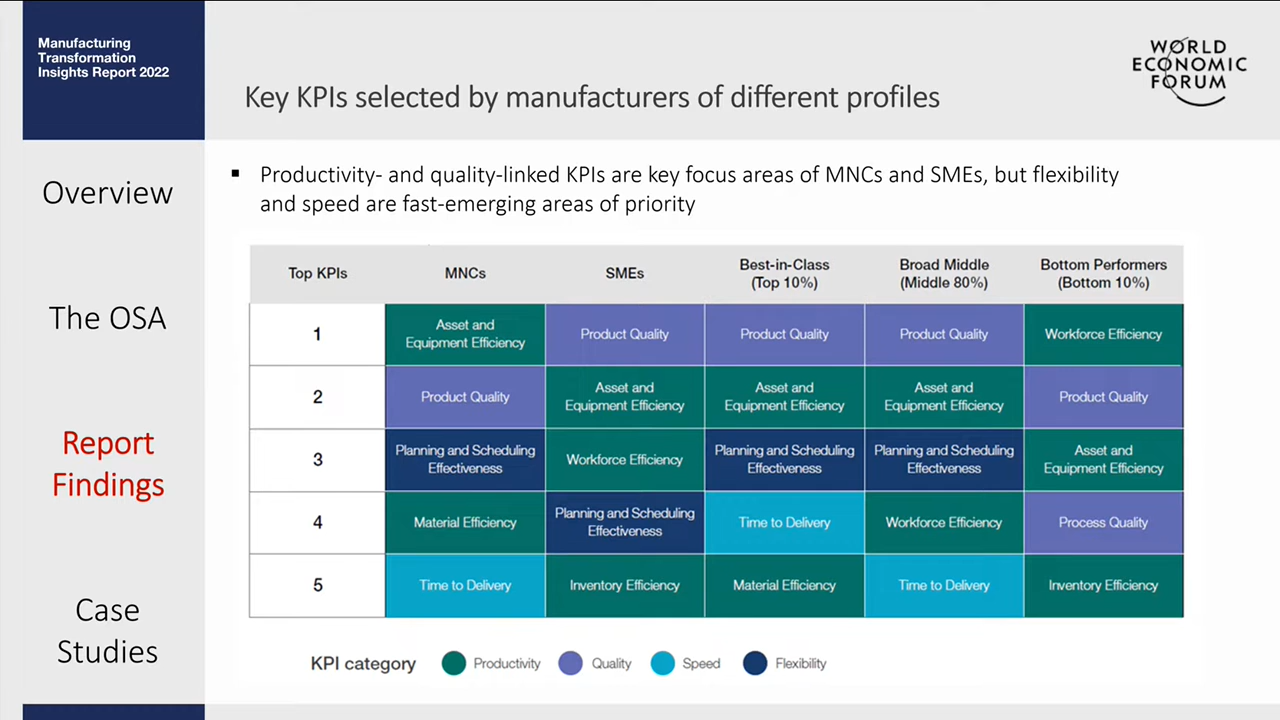 Manufacturing
Transformation
Insights Report 2022
WORLD
ECONOMIC
FORUM
Key KPIs selected by manufacturers of different profiles
Overview
The OSA
Report
Findings
Case
Studies
▪ Productivity- and quality-linked KPIs are key focus areas of MNCs and SMEs, but flexibility
and speed are fast-emerging areas of priority
Top KPIs
MNCs
SMEs
Best-in-Class
(Top 10%)
Broad Middle
(Middle 80%)
Bottom Performers
(Bottom 10%)
1
Asset and
Equipment Efficiency
Product Quality
Product Quality
Product Quality
Workforce Efficiency
2
Product Quality
Asset and
Equipment Efficiency
Asset and
Equipment Efficiency
Asset and
Equipment Efficiency
Product Quality
3
Planning and Scheduling
Effectiveness
Workforce Efficiency
Planning and Scheduling
Effectiveness
Planning and Scheduling
Effectiveness
Asset and
Equipment Efficiency
4
Material Efficiency
Planning and Scheduling
Effectiveness
Time to Delivery
Workforce Efficiency
Process Quality
5
Time to Delivery
Inventory Efficiency
Material Efficiency
Time to Delivery
Inventory Efficiency
KPI category
Productivity
Quality
Speed
Flexibility